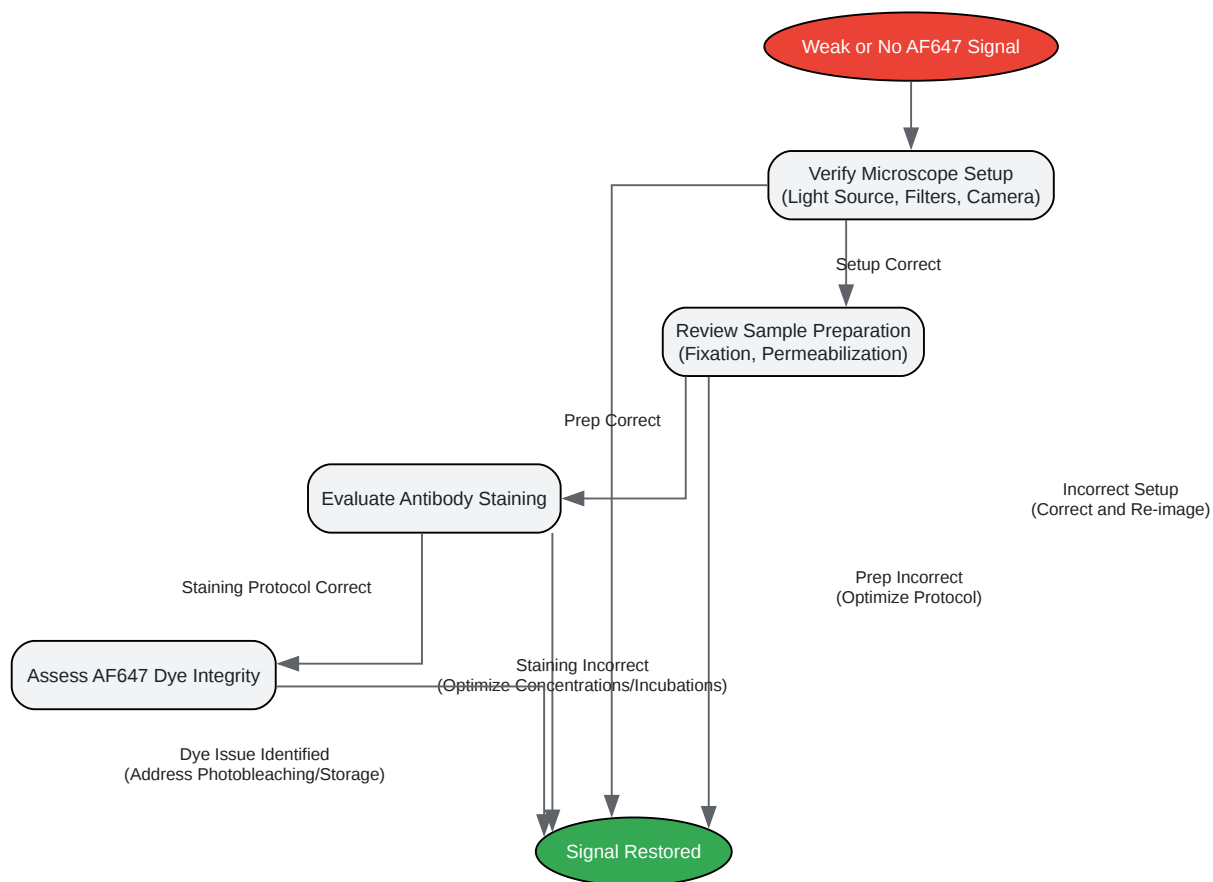 Weak or No AF647 Signal
Verify Microscope Setup
(Light Source, Filters, Camera)
Setup Correct
Review Sample Preparation
(Fixation, Permeabilization)
Prep Correct
Evaluate Antibody Staining
Incorrect Setup
(Correct and Re-image)
Staining Protocol Correct
Prep Incorrect
(Optimize Protocol)
Assess AF647 Dye Integrity
Staining Incorrect
(Optimize Concentrations/Incubations)
Dye Issue Identified
(Address Photobleaching/Storage)
Signal Restored